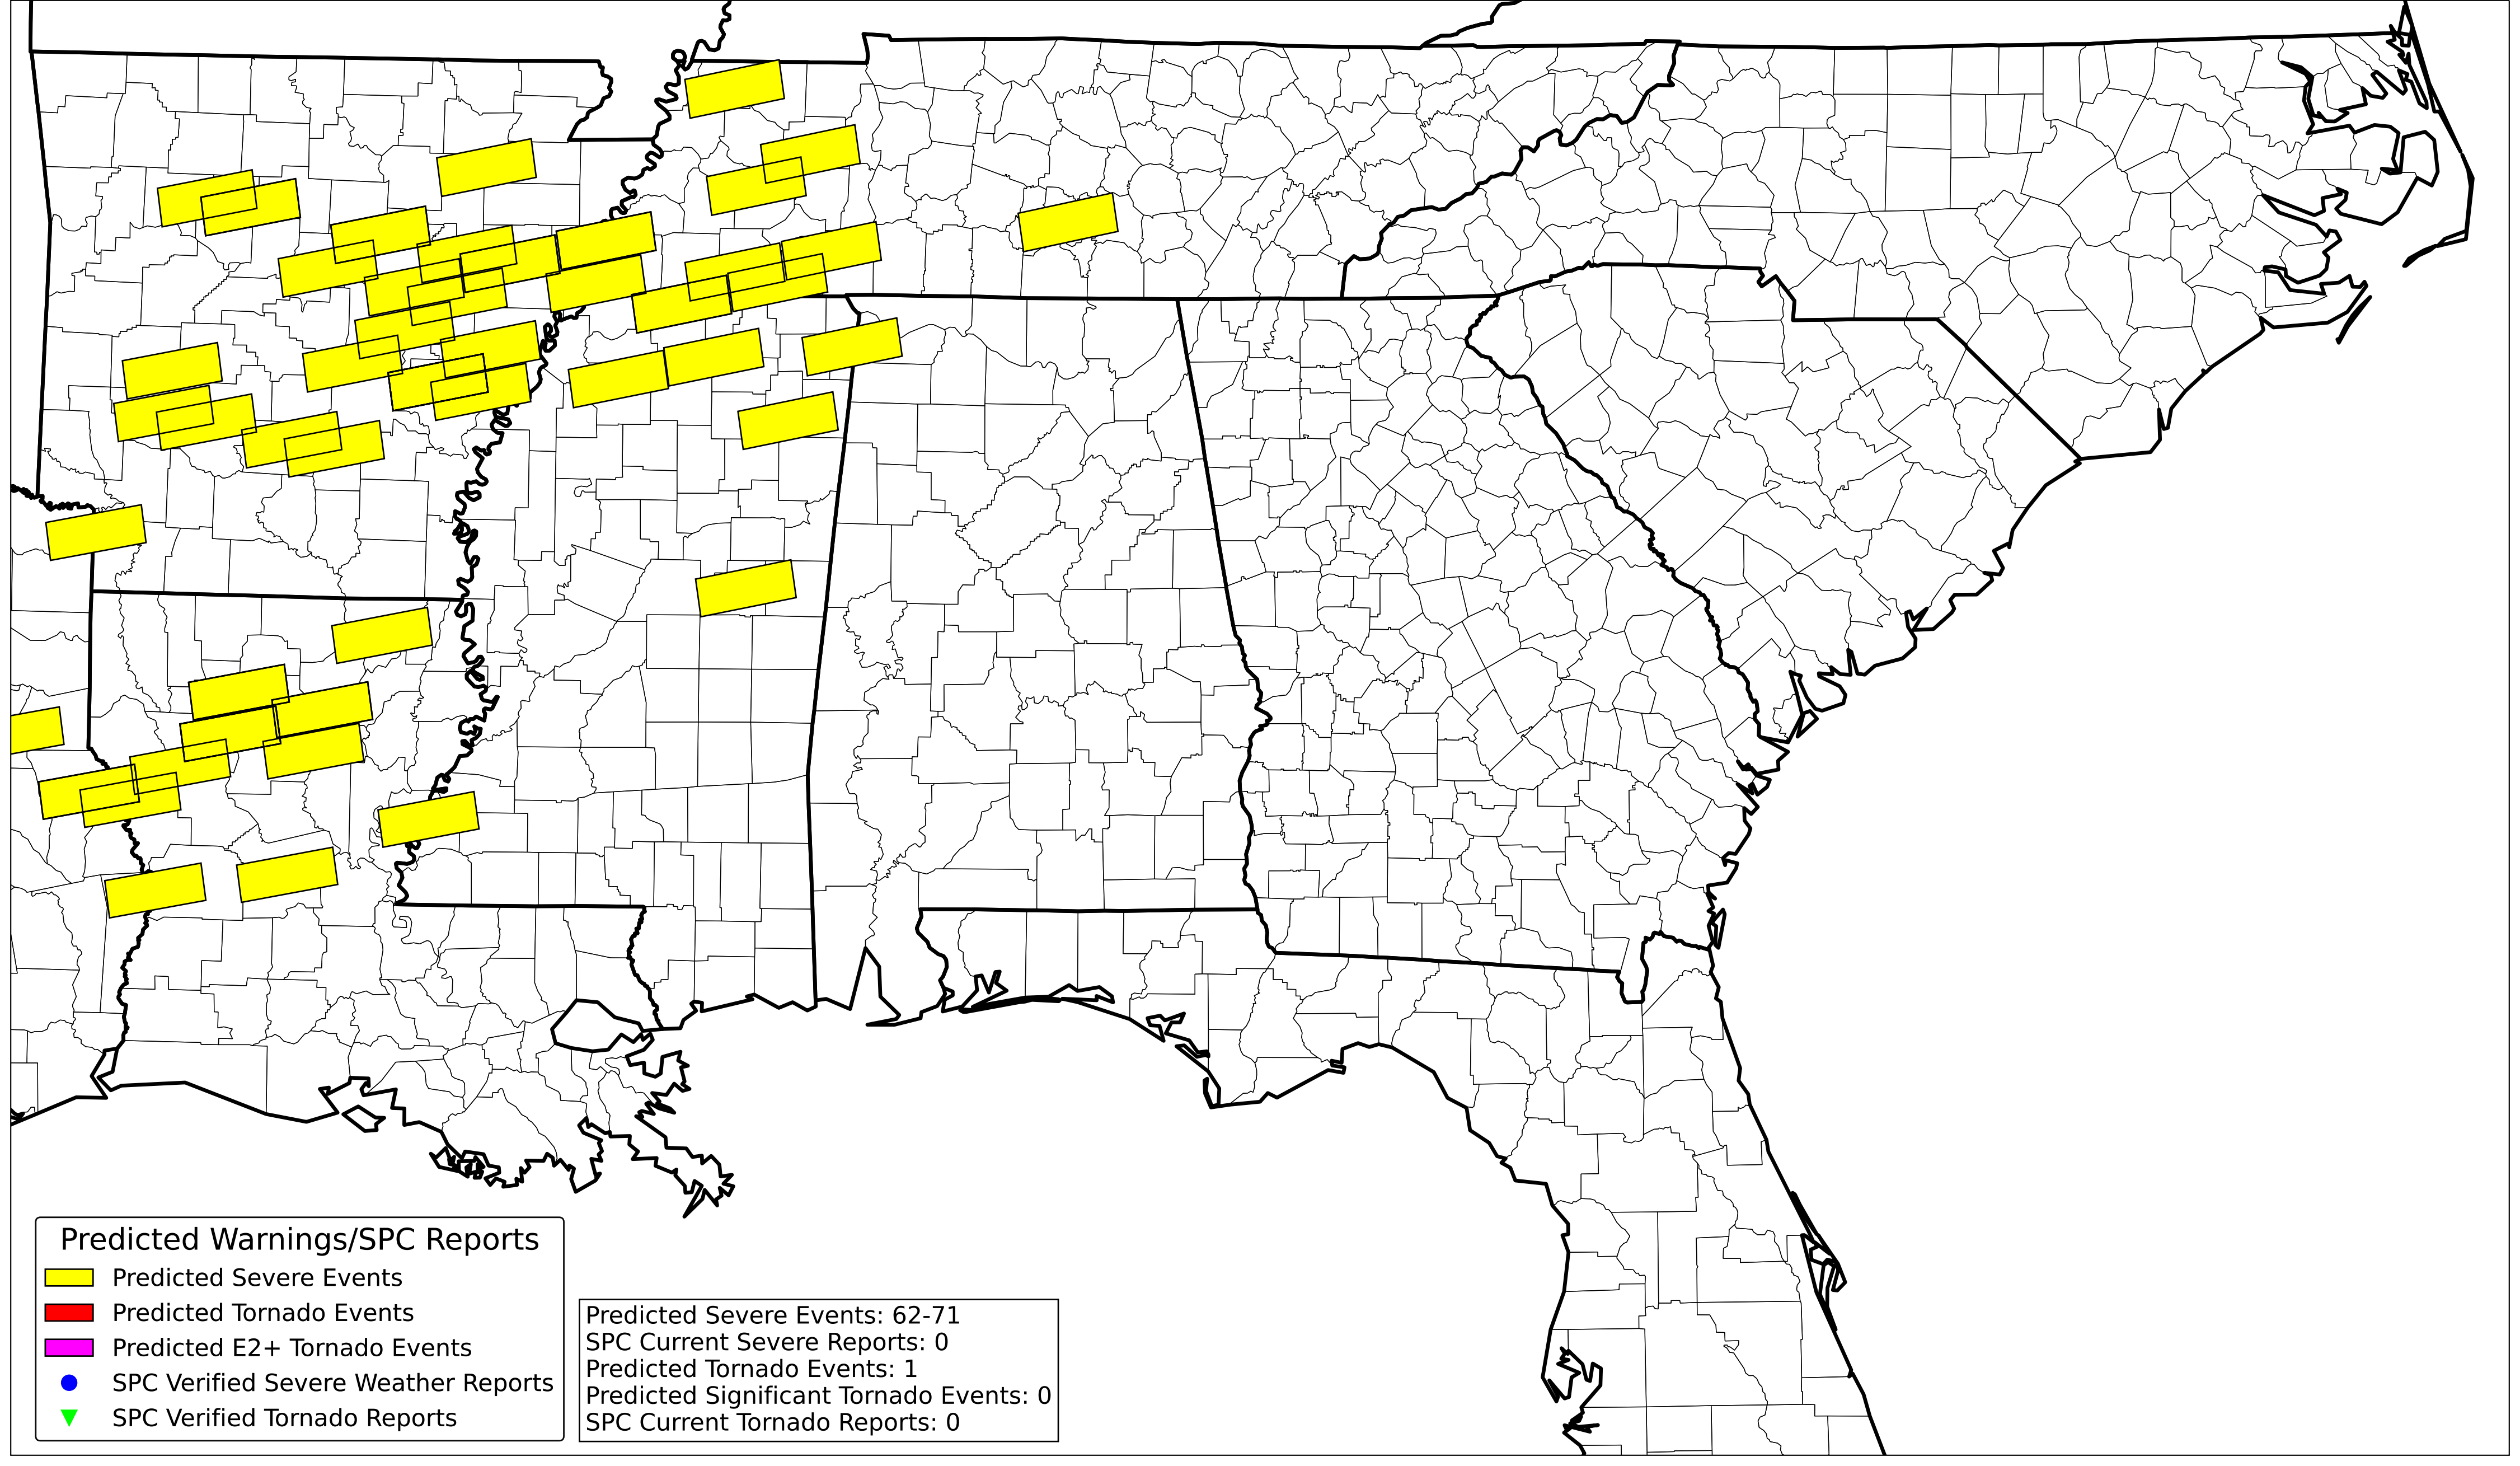 Predicted Warnings/SPC Reports
Predicted Severe Events
Predicted Tornado Events
Predicted E2+ Tornado Events
SPC Verified Severe Weather Reports
SPC Verified Tornado Reports
Predicted Severe Events: 62-71
SPC Current Severe Reports: 0
Predicted Tornado Events: 1
Predicted Significant Tornado Events: 0
SPC Current Tornado Reports: 0